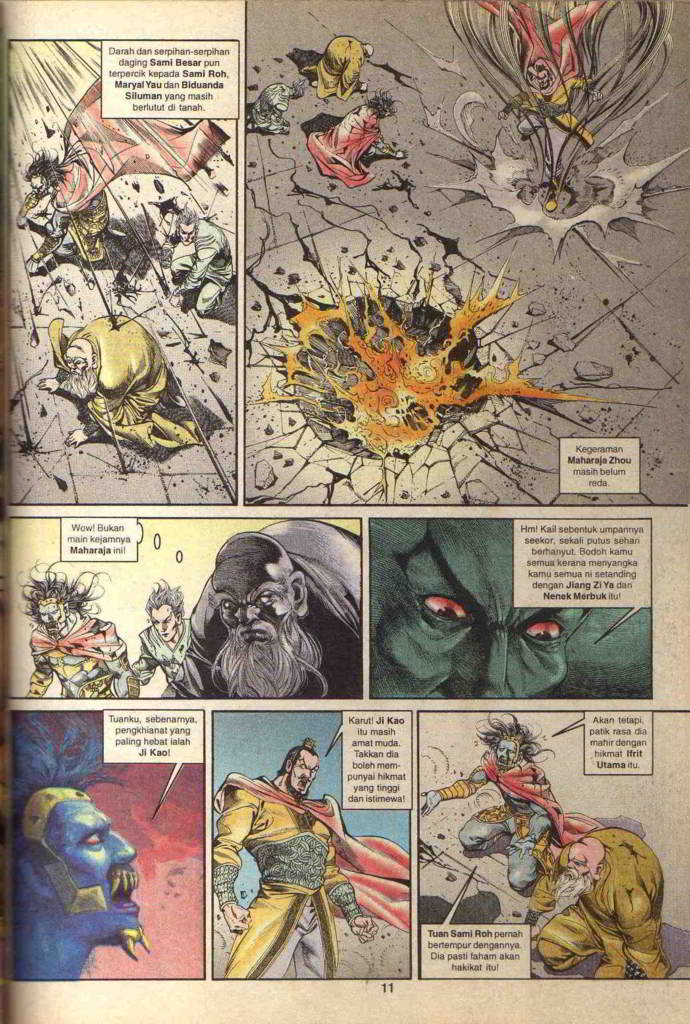 Darah dan serpihan-serpihan
daging Sami Besar pun
terpercik kepada Sami Roh,
Maryal Yau dan Biduanda
Siluman yang masih
berlutut di tanah.
Kegeraman
Maharaja Zhou
masih belum
reda.
Wow! Bukan
main kejamnya
Maharaja ini!
Hm! Kail sebentuk umpannya
seekor, sekali putus sehari
berhanyut. Bodoh kamu
semua kerana menyangka
kamu semua ni setanding
dengan Jiang Zi Ya dan
Nenek Merbuk itu!
Tuanku, sebenarnya,
pengkhianat yang
paling hebat ialah
Ji Kao!
Karut! Ji Kao
itu masih
amat muda.
Takkan dia
boleh mem-
punyai hikmat
yang tinggi
dan istimewa!
Akan tetapi,
patik rasa dia
mahir dengan
hikmat Ifrit
Utama itu.
Tuan Sami Roh pernah
bertempur dengannya.
Dia pasti faham akan
hakikat itu!
11